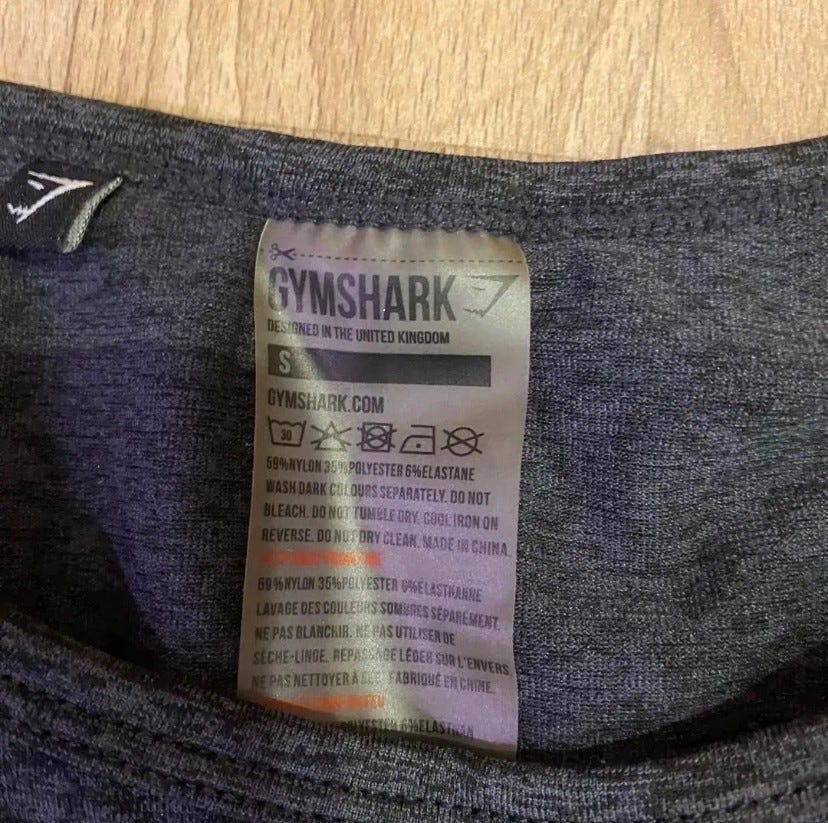 GYMSHARK
DESIGNED IN THE UNITED KINGDOM
S
GYMSHARK.COM
30
59%NYLON 35%POLYESTER 6%ELASTANE
WASH DARK COLOURS SEPARATELY. DO NOT
BLEACH. DO NOT TUMBLE DRY. COOL IRON ON
REVERSE. DO NOT DRY CLEAN. MADE IN CHINA.
59%NYLON 35%POLYESTER 6%ELASTHANNE
LAVAGE DES COULEURS SOMBRES SÉPARÉMENT.
NE PAS BLANCHIR. NE PAS UTILISER DE
SÈCHE-LINGE. REPASSAGE LÉGER SUR L'ENVERS.
NE PAS NETTOYER À SEC. FABRIQUÉ EN CHINE.